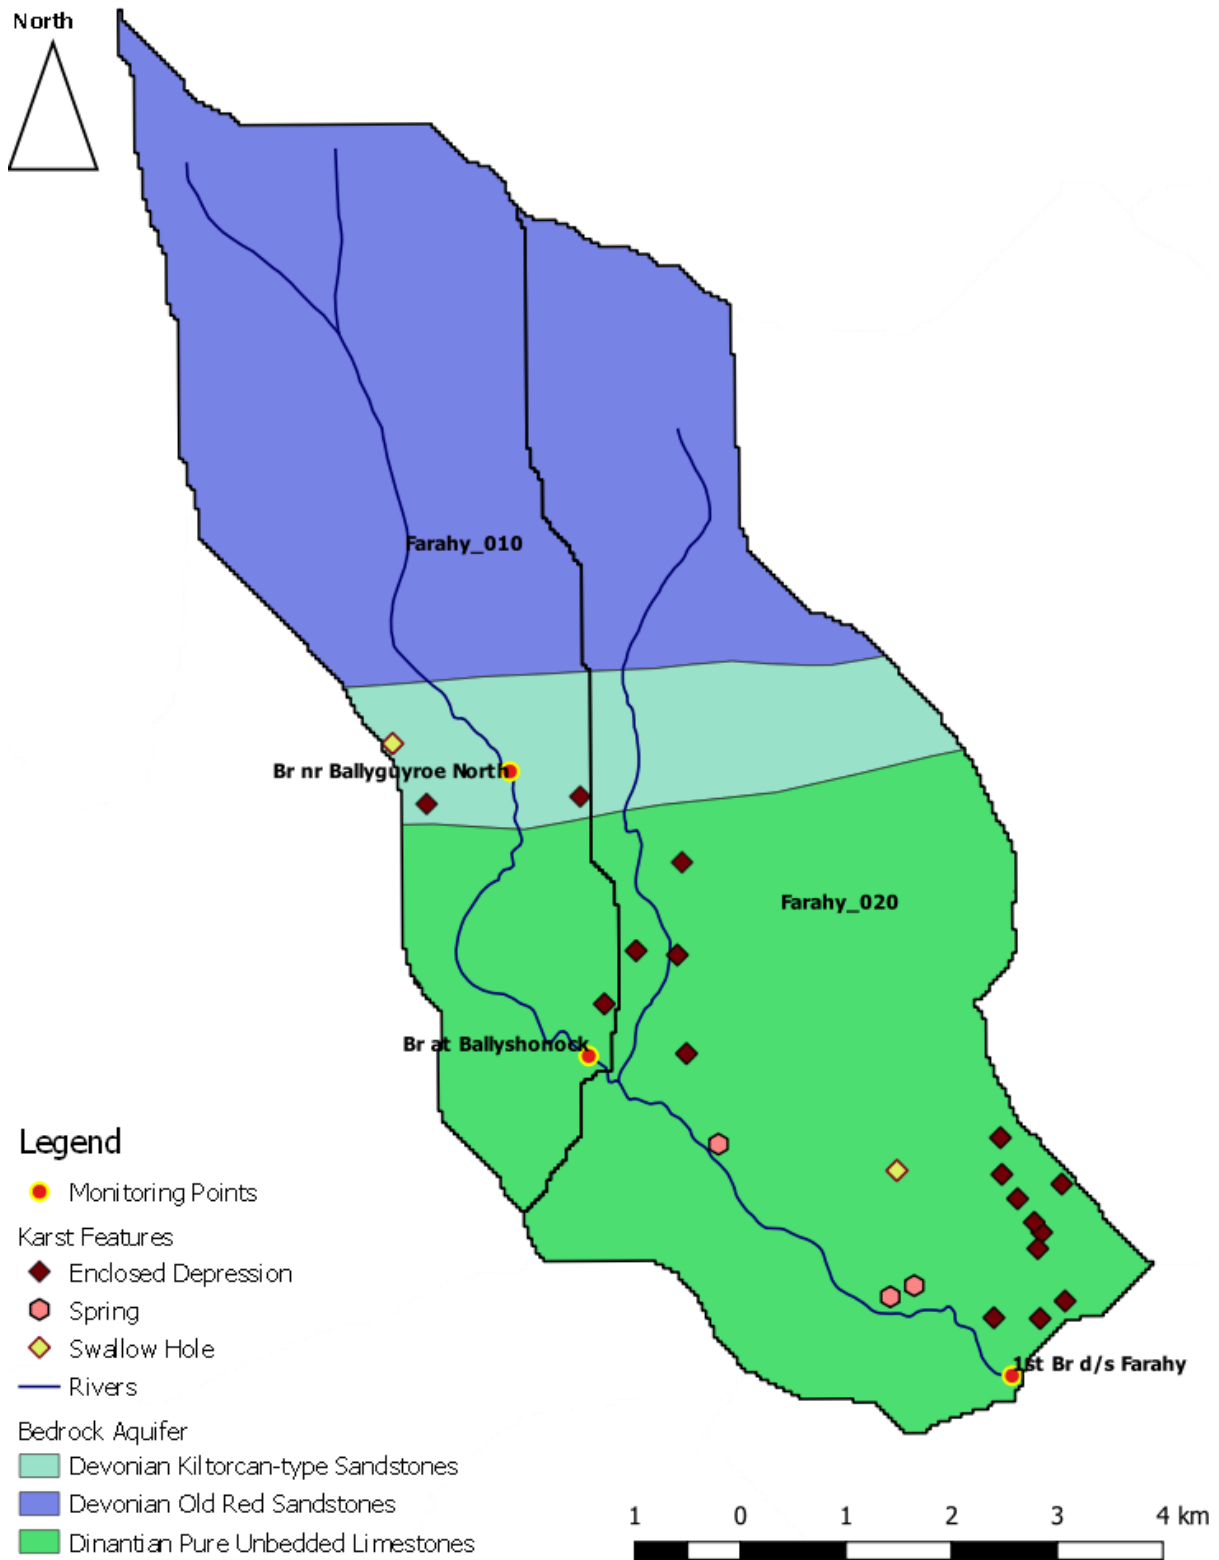 North
Farahy_010
Br nr Ballyguyroe North
Farahy_020
Br at Ballyshonock
Legend
Monitoring Points
Karst Features
Enclosed Depression
Spring
Swallow Hole
1st Br d/s Farahy
Rivers
Bedrock Aquifer
Devonian Kiltorcan-type Sandstones
Devonian Old Red Sandstones
Dinantian Pure Unbedded Limestones
1 0 1 2 3 4 km